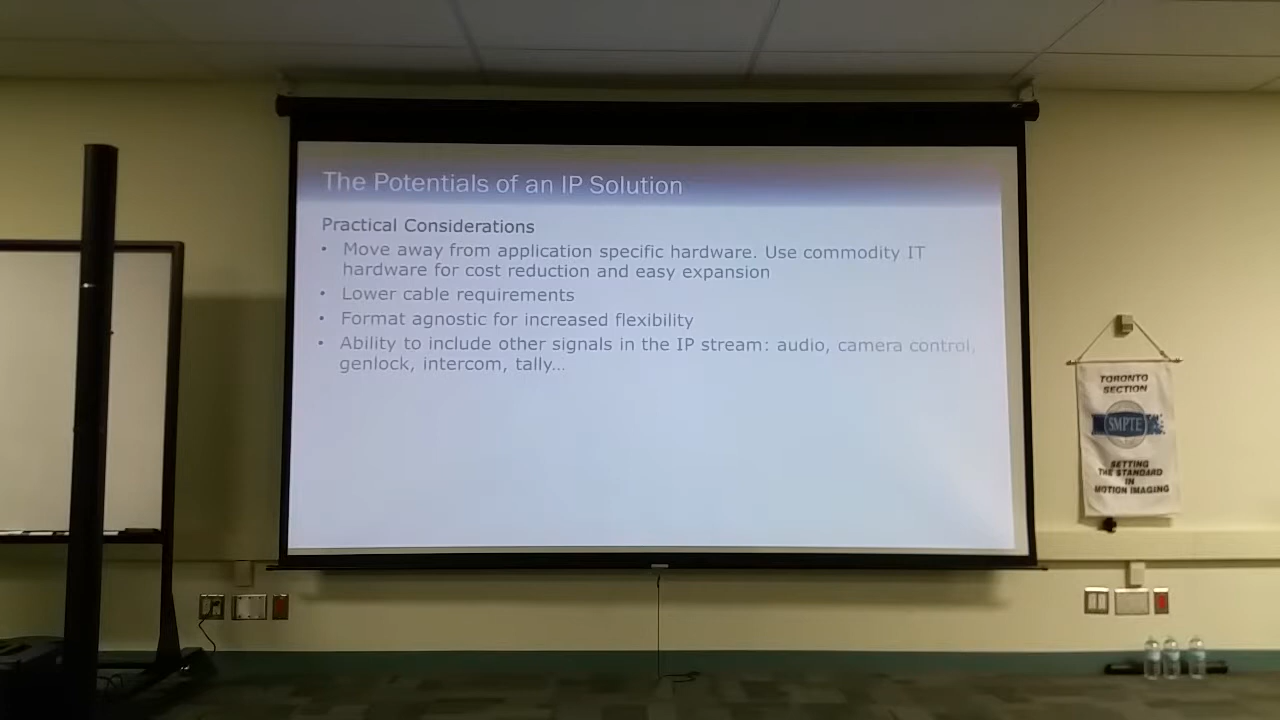 The Potentials of an IP Solution
Practical Considerations
• Move away from application specific hardware. Use commodity IT
hardware for cost reduction and easy expansion
• Lower cable requirements
• Format agnostic for increased flexibility
• Ability to include other signals in the IP stream: audio, camera control,
genlock, intercom, tally...
TORONTO
SECTION
SMPTE
SETTING
THE STANDARD
IN
MOTION IMAGING